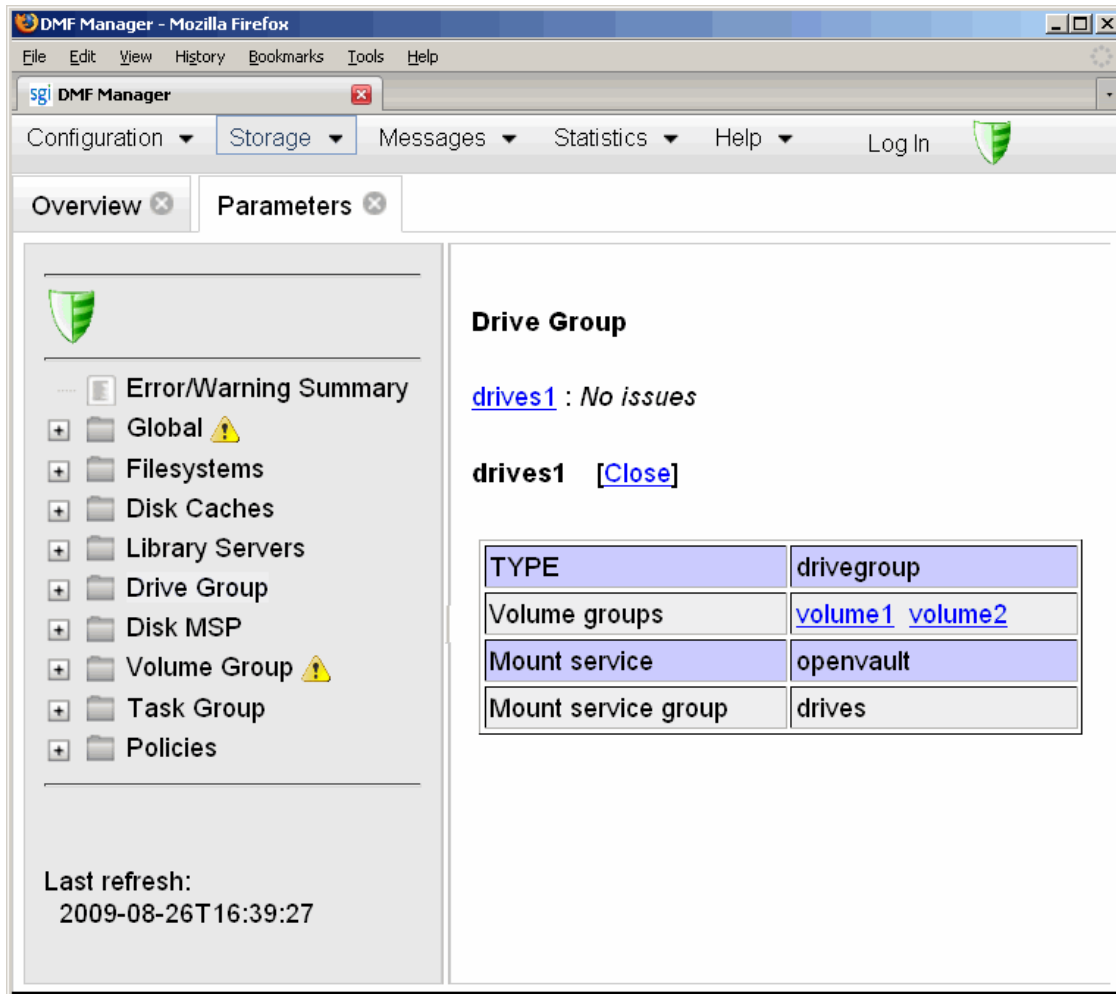 DMF Manager - Mozilla Firefox
File Edit View History Bookmarks Tools Help
sgi DMF Manager
Configuration Storage Messages Statistics Help Log In
Overview Parameters
Error/Warning Summary
Global
Filesystems
Disk Caches
Library Servers
Drive Group
Disk MSP
Volume Group
Task Group
Policies
Last refresh:
2009-08-26T16:39:27
Drive Group
drives1 : No issues
drives1 [Close]
TYPE drivegroup
Volume groups volume1 volume2
Mount service openvault
Mount service group drives